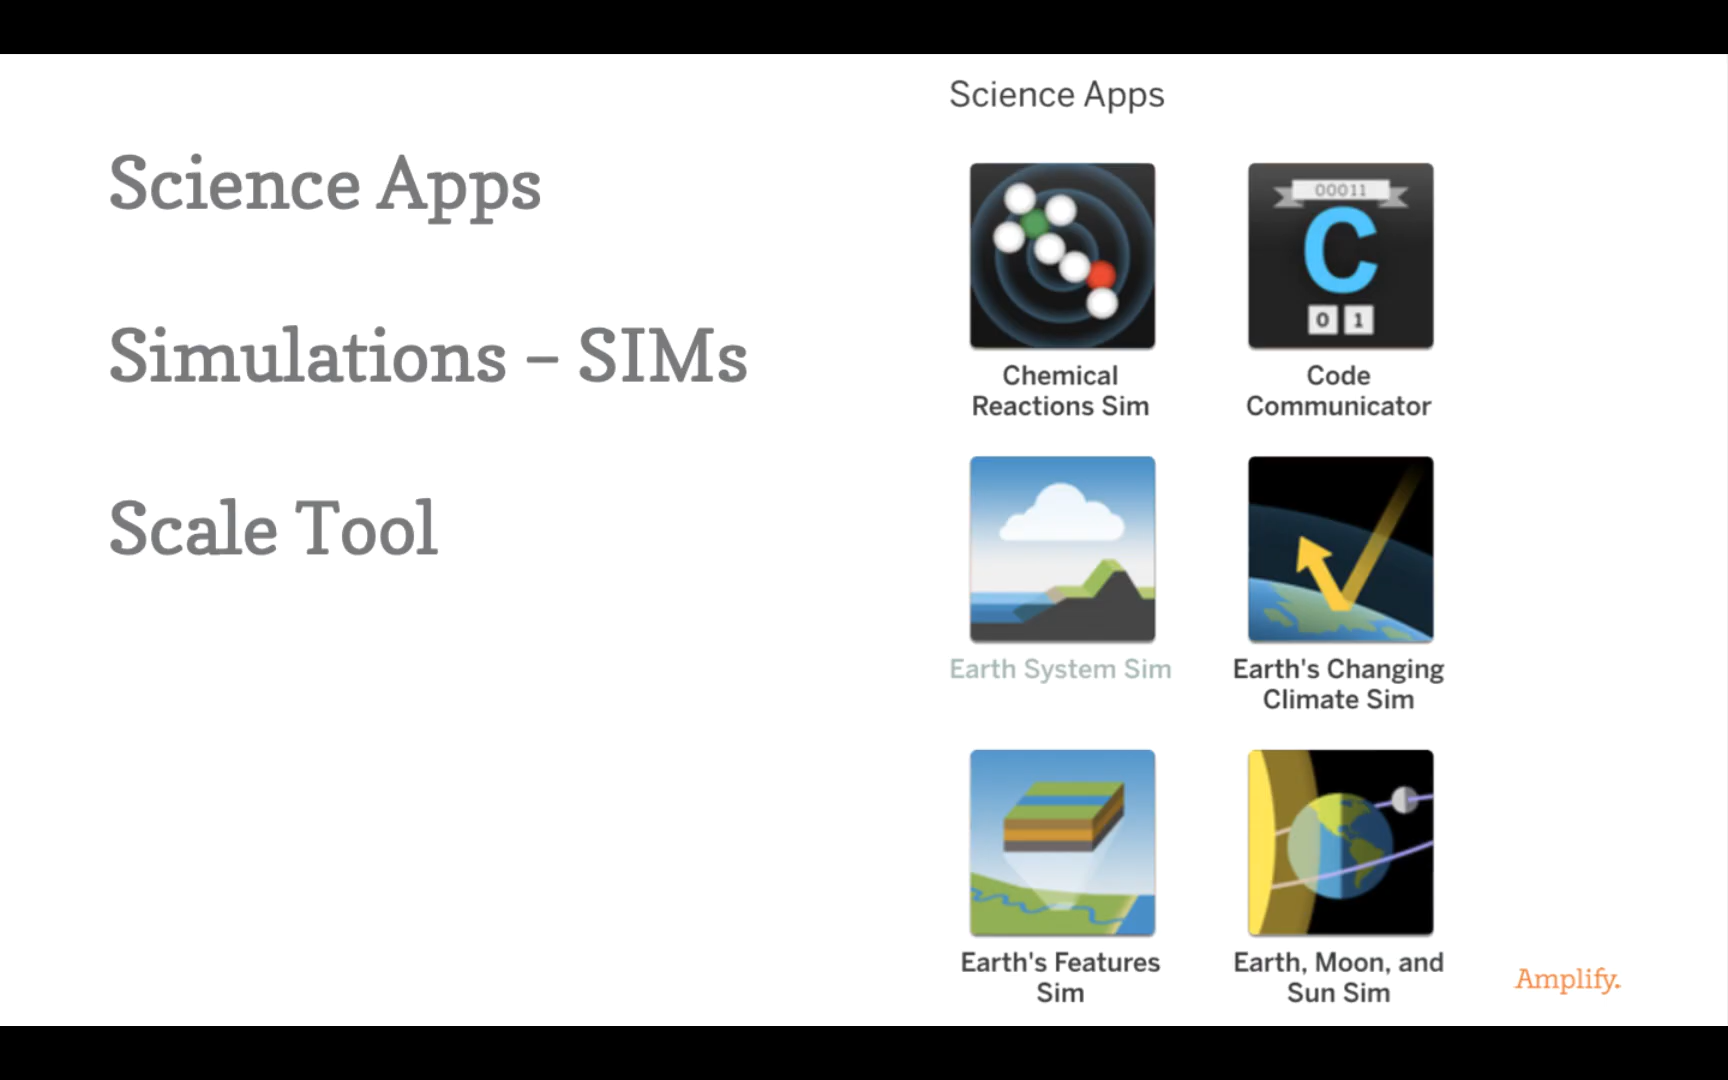 Science Apps
Simulations – SIMs
Scale Tool
Science Apps
00011
C
0 1
Chemical
Reactions Sim
Code
Communicator
Earth System Sim
Earth's Changing
Climate Sim
Earth's Features
Sim
Earth, Moon, and
Sun Sim
Amplify.